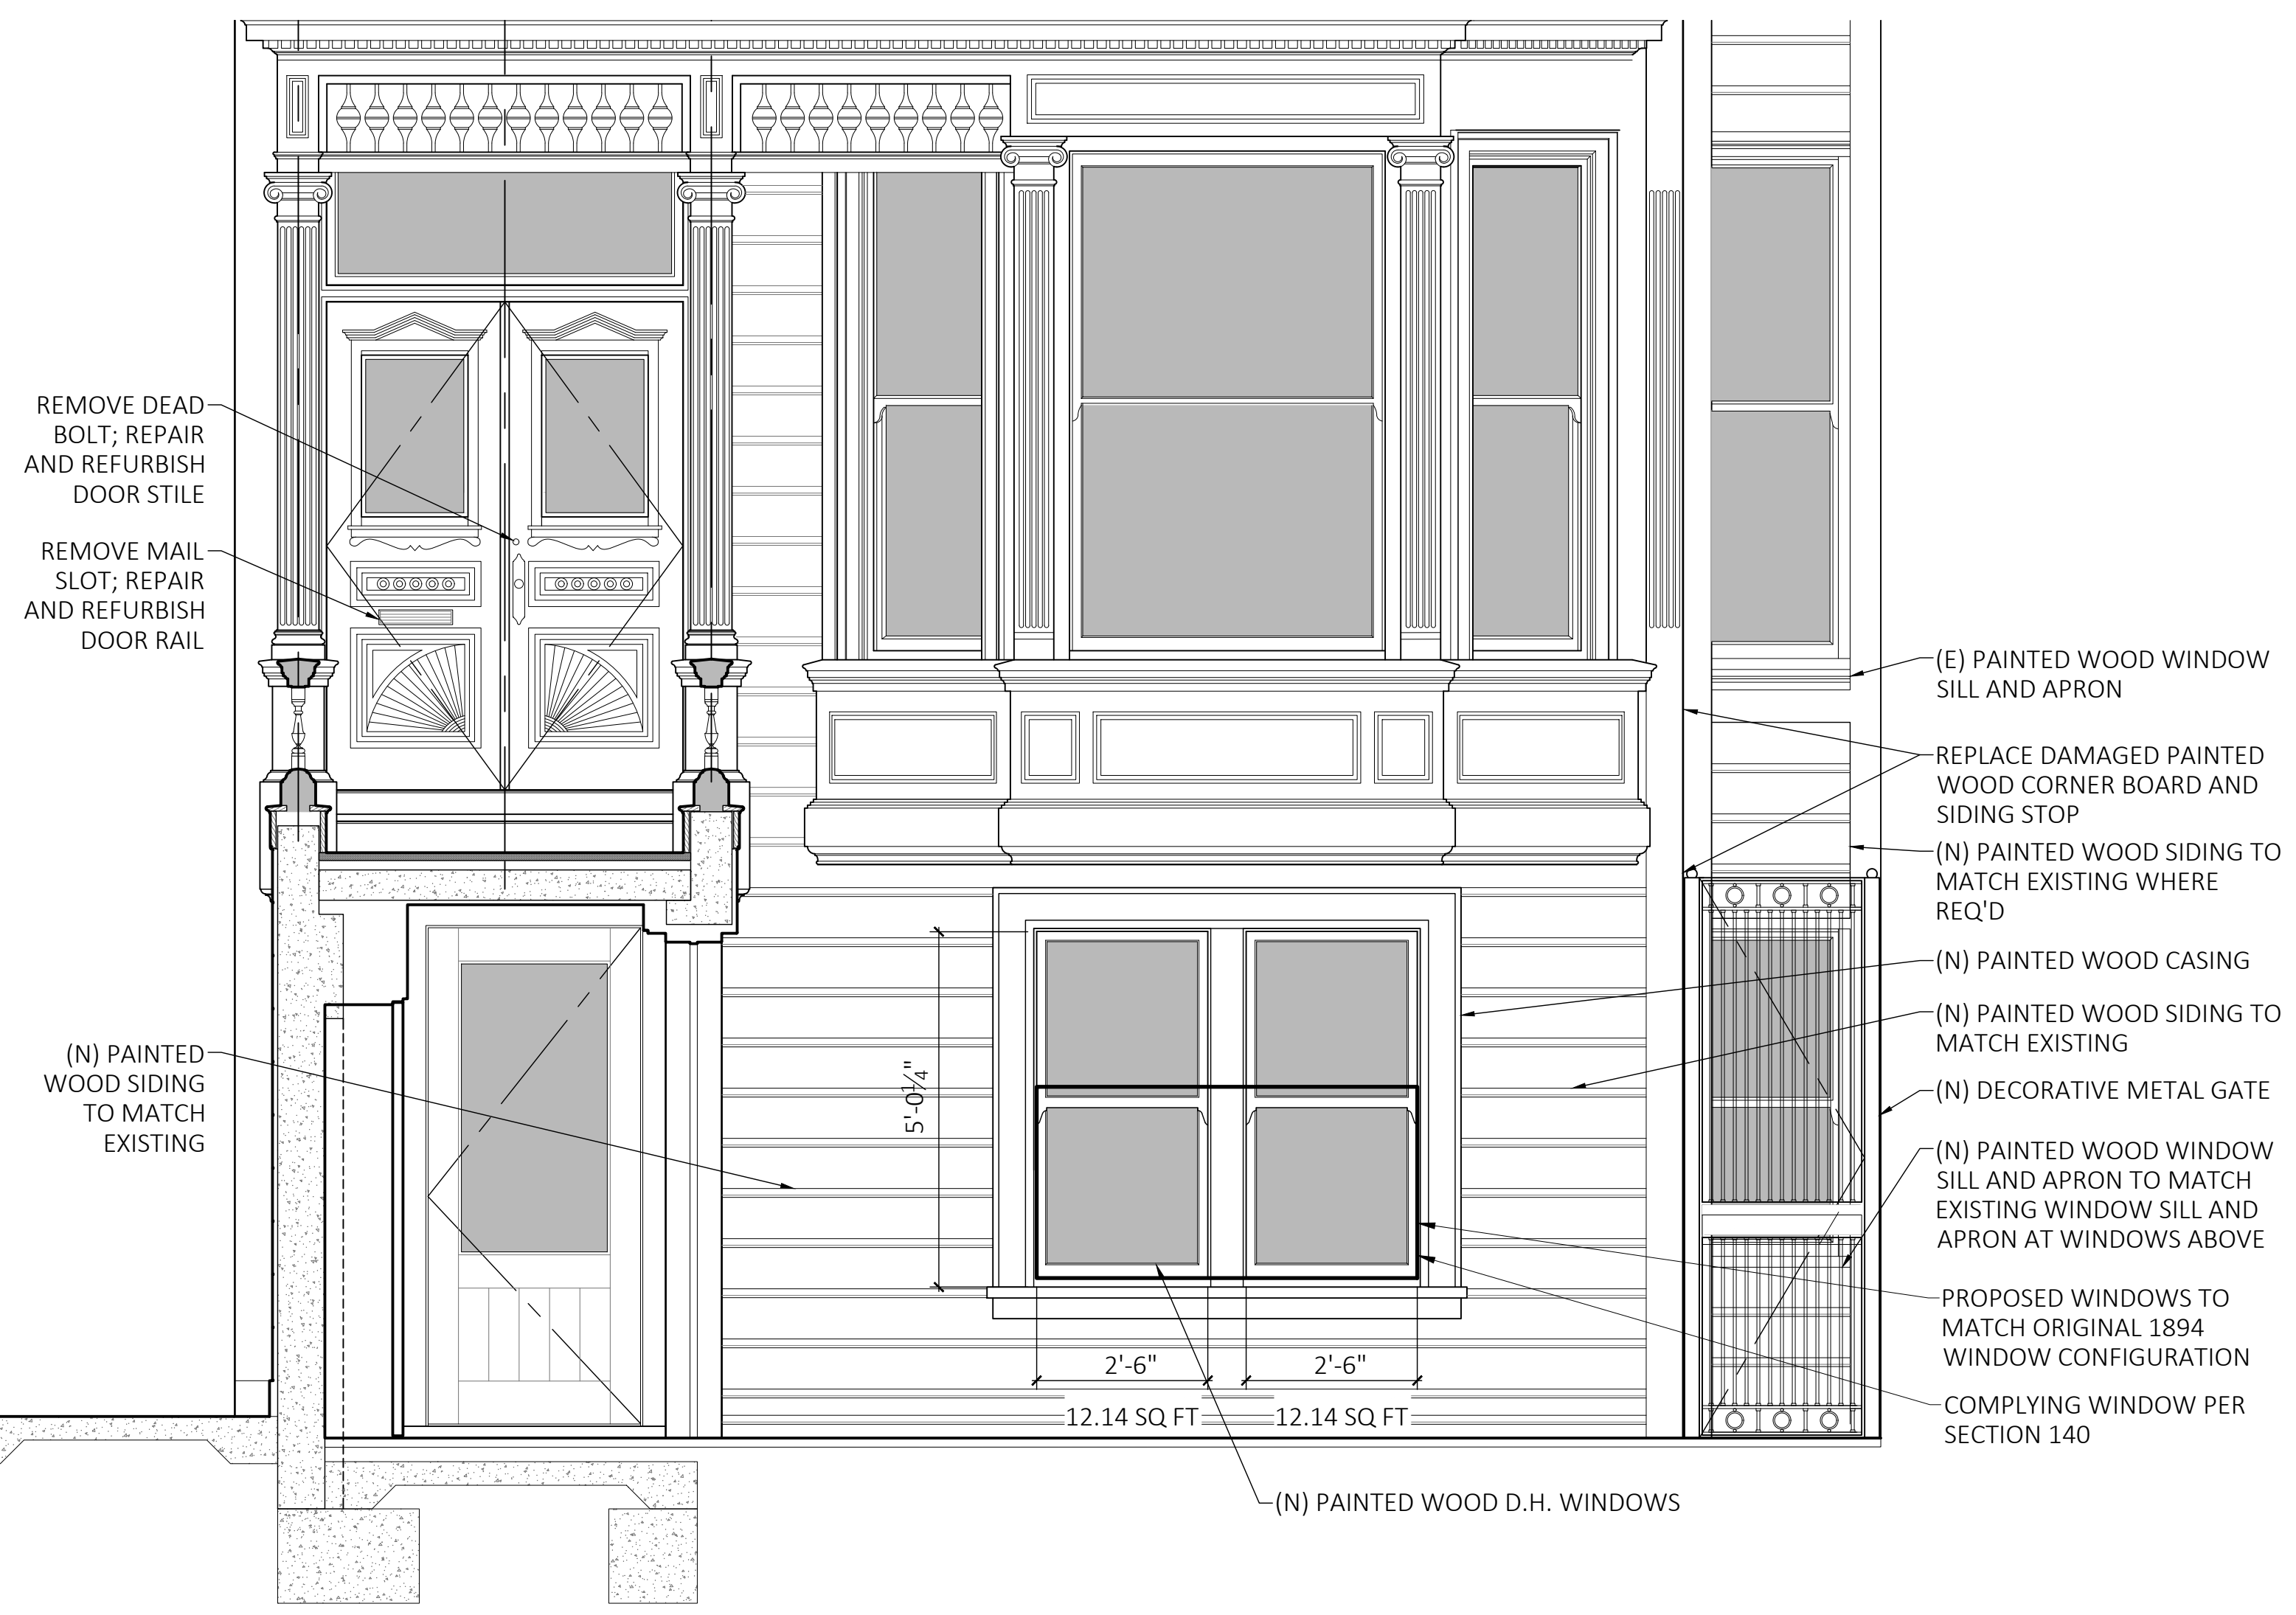 REMOVE DEAD
BOLT; REPAIR
AND REFURBISH
DOOR STILE
REMOVE MAIL
SLOT; REPAIR
AND REFURBISH
DOOR RAIL
(N) PAINTED
WOOD SIDING
TO MATCH
EXISTING
5'-0¼"
2'-6"
2'-6"
12.14 SQ FT
12.14 SQ FT
(N) PAINTED WOOD D.H. WINDOWS
(E) PAINTED WOOD WINDOW
SILL AND APRON
REPLACE DAMAGED PAINTED
WOOD CORNER BOARD AND
SIDING STOP
(N) PAINTED WOOD SIDING TO
MATCH EXISTING WHERE
REQ'D
(N) PAINTED WOOD CASING
(N) PAINTED WOOD SIDING TO
MATCH EXISTING
(N) DECORATIVE METAL GATE
(N) PAINTED WOOD WINDOW
SILL AND APRON TO MATCH
EXISTING WINDOW SILL AND
APRON AT WINDOWS ABOVE
PROPOSED WINDOWS TO
MATCH ORIGINAL 1894
WINDOW CONFIGURATION
COMPLYING WINDOW PER
SECTION 140